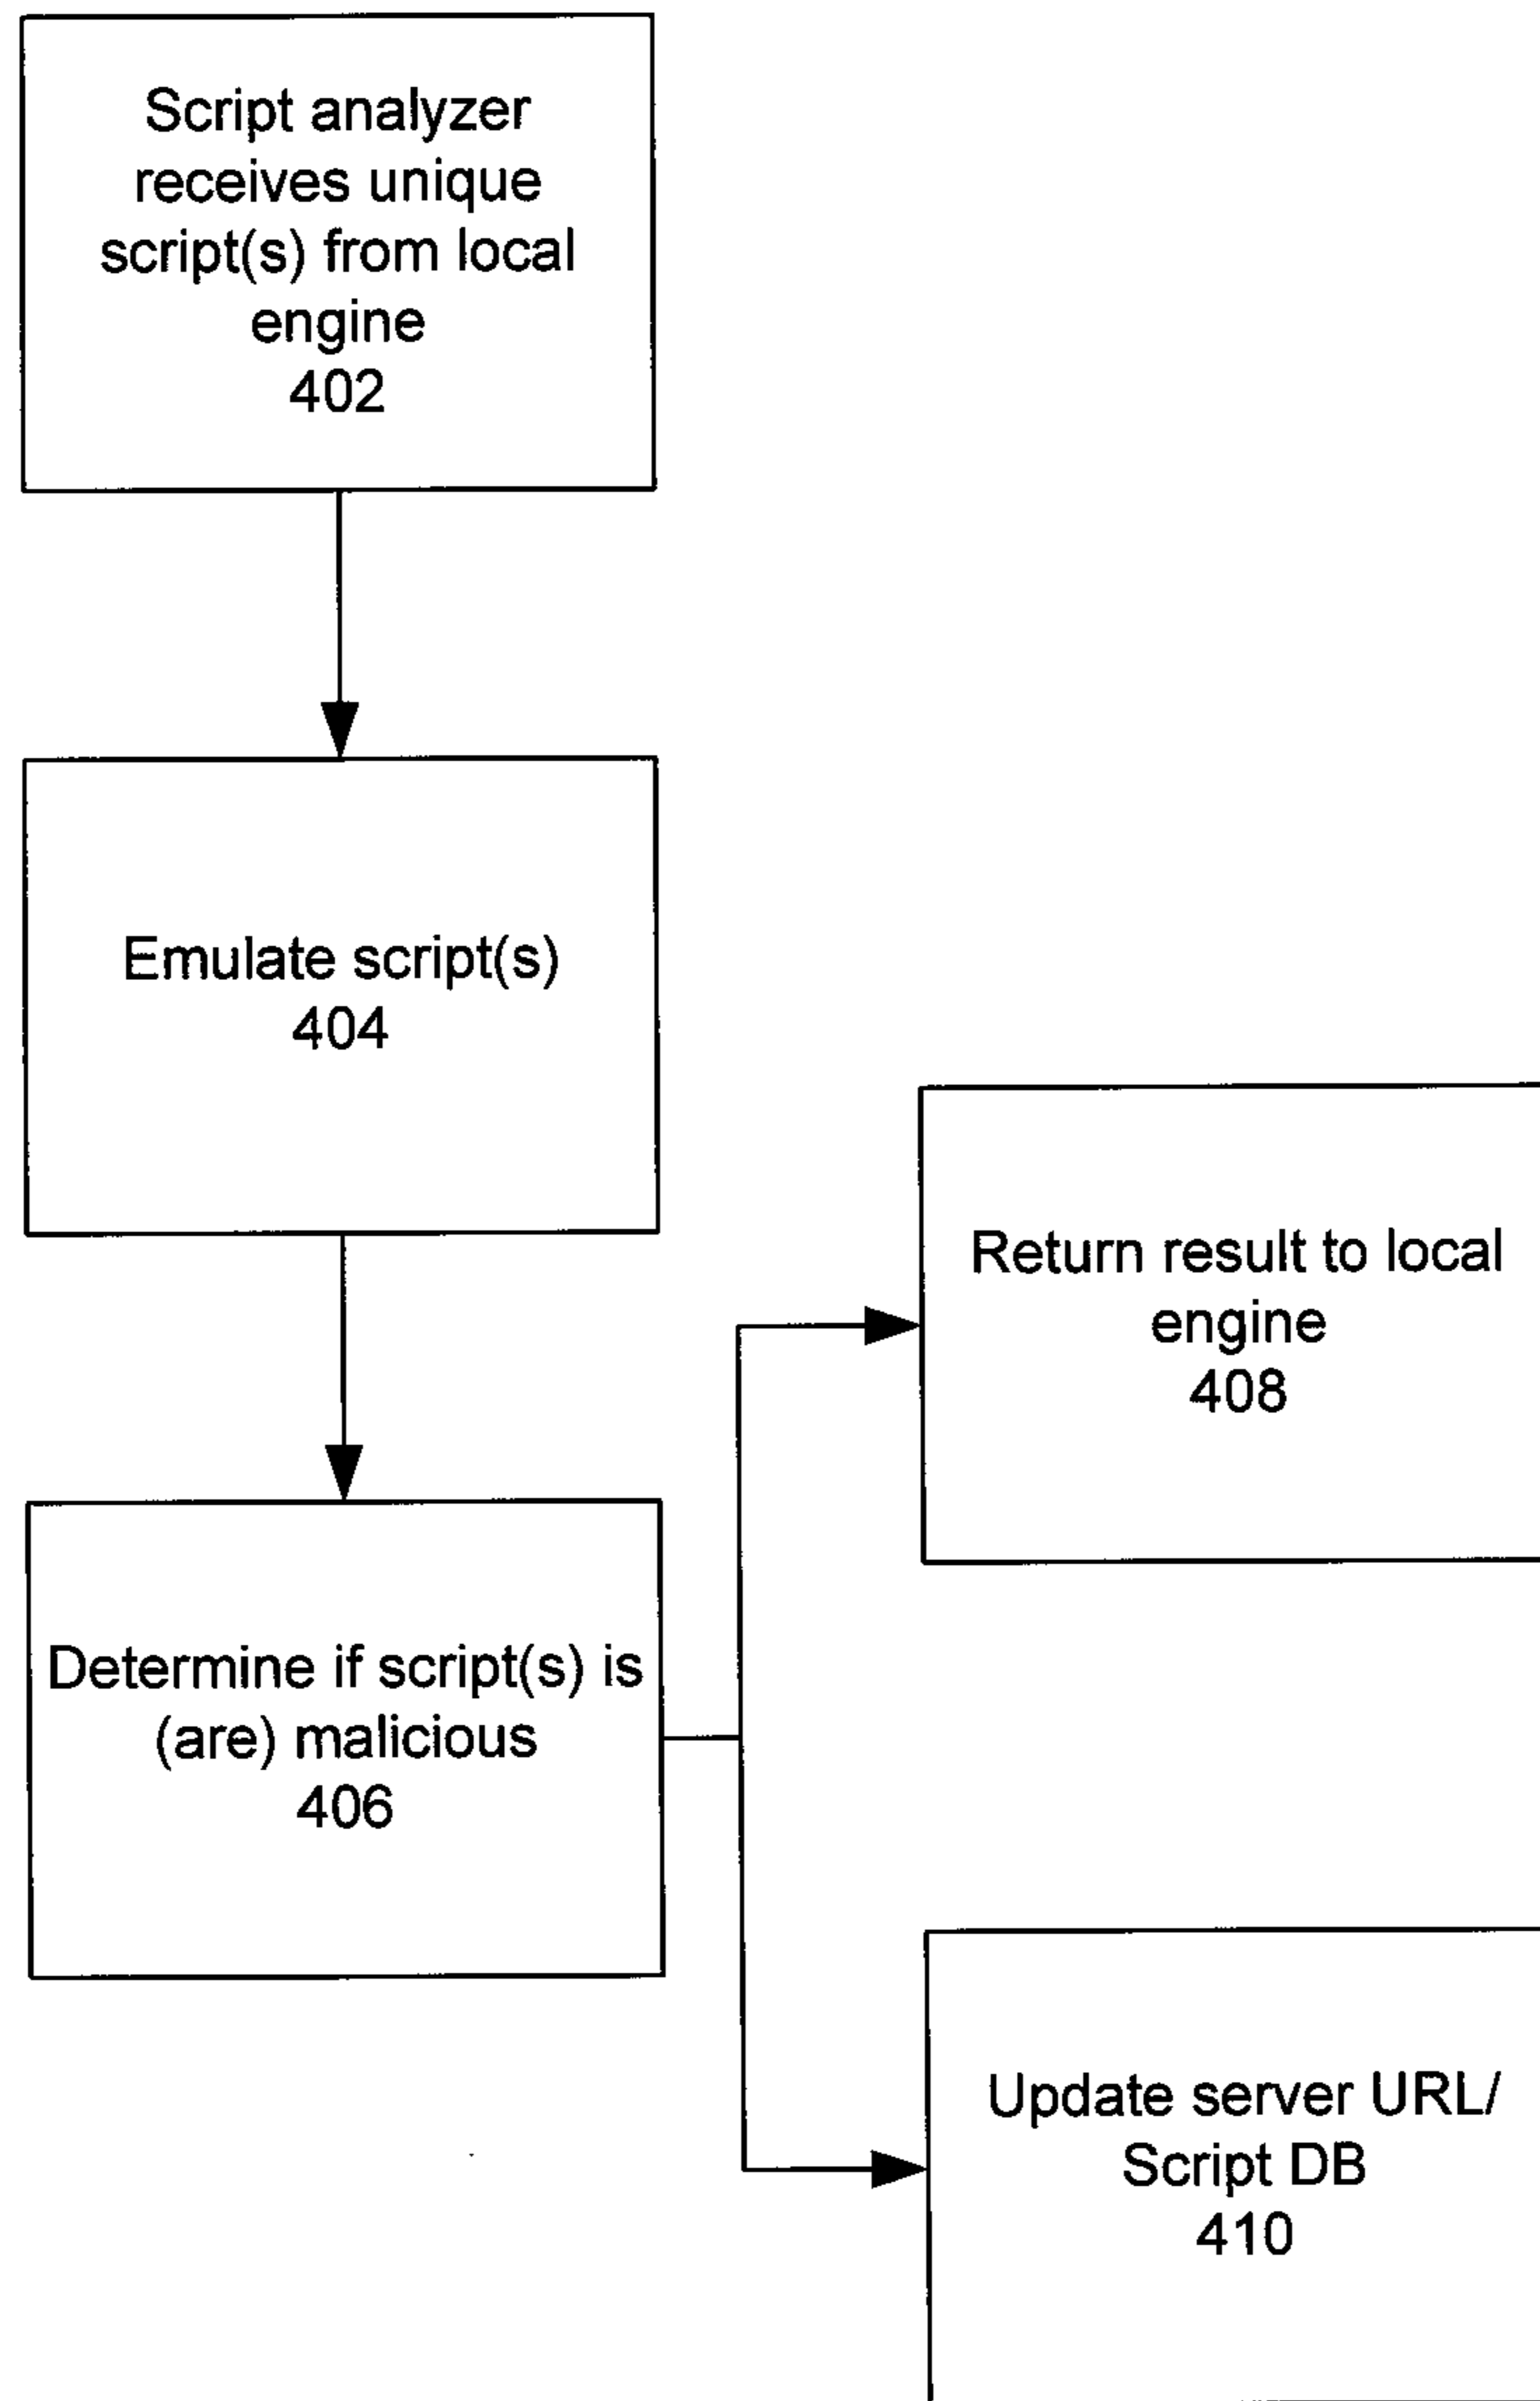 Script analyzer
receives unique
script(s) from local
engine
402
Emulate script(s)
404
Determine if script(s) is
(are) malicious
406
Return result to local
engine
408
Update server URL/
Script DB
410